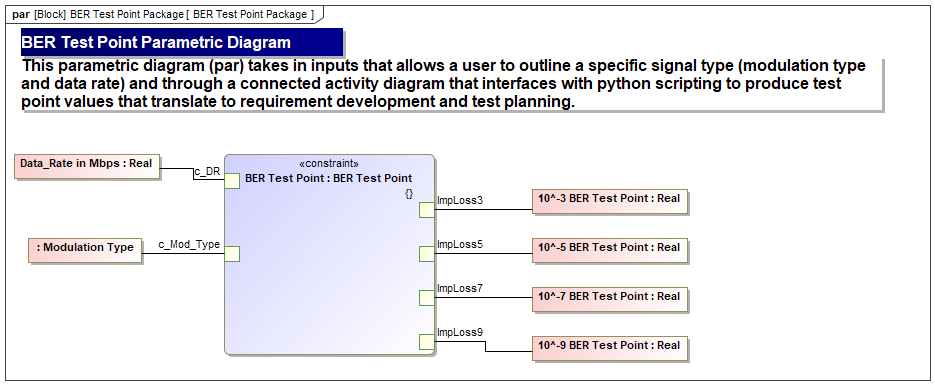 par [Block] BER Test Point Package [ BER Test Point Package ]
BER Test Point Parametric Diagram
This parametric diagram (par) takes in inputs that allows a user to outline a specific signal type (modulation type
and data rate) and through a connected activity diagram that interfaces with python scripting to produce test
point values that translate to requirement development and test planning.
Data_Rate in Mbps : Real
c_DR
«constraint»
BER Test Point : BER Test Point
{}
ImpLoss3
10^-3 BER Test Point : Real
: Modulation Type
c_Mod_Type
ImpLoss5
10^-5 BER Test Point : Real
ImpLoss7
10^-7 BER Test Point : Real
ImpLoss9
10^-9 BER Test Point : Real